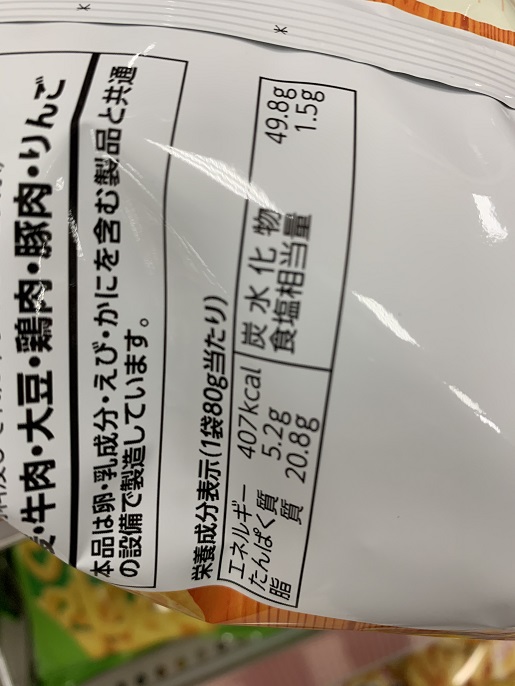 ・牛肉・大豆・鶏肉・豚肉・りんご
本品は卵・乳成分・えび・かにを含む製品と共通
の設備で製造しています。
栄養成分表示(1袋80g当たり)
エネルギー 407kcal 炭水化物 49.8g
たんぱく質 5.2g 食塩相当量 1.5g
脂質 20.8g